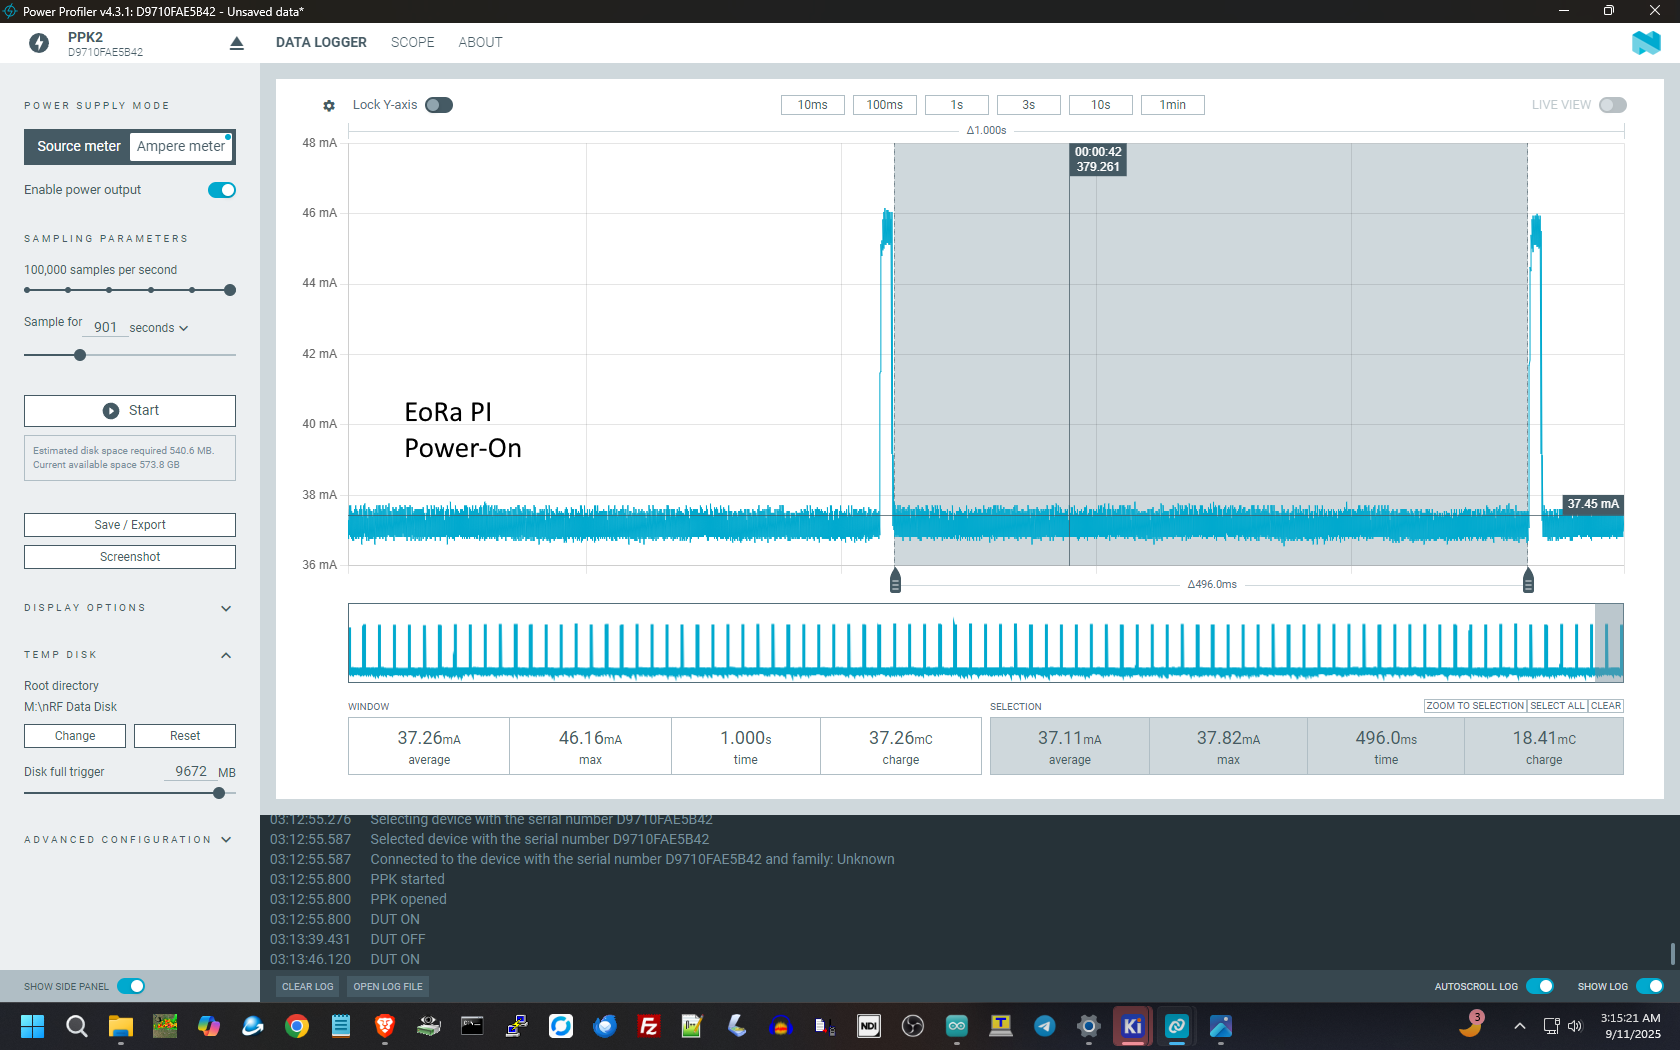 Power Profiler v4.3.1: D9710FAE5B42 - Unsaved data*
PPK2
D9710FAE5B42
DATA LOGGER SCOPE ABOUT
POWER SUPPLY MODE
Source meter Ampere meter
Enable power output
SAMPLING PARAMETERS
100,000 samples per second
Sample for 901 seconds
Start
Estimated disk space required 540.6 MB.
Current available space 573.8 GB
Save / Export
Screenshot
DISPLAY OPTIONS
TEMP DISK
Root directory
M:\nRF Data Disk
Change Reset
Disk full trigger 9672 MB
ADVANCED CONFIGURATION
SHOW SIDE PANEL
Lock Y-axis 10ms 100ms 1s 3s 10s 1min LIVE VIEW
Δ1.000s
48 mA
00:00:42
379.261
46 mA
44 mA
42 mA
40 mA
EoRa PI
Power-On
38 mA
37.45 mA
36 mA
Δ496.0ms
WINDOW
37.26mA 46.16mA 1.000s 37.26mC
average max time charge
SELECTION ZOOM TO SELECTION SELECT ALL CLEAR
37.11mA 37.82mA 496.0ms 18.41mC
average max time charge
03:12:55.276 Selecting device with the serial number D9710FAE5B42
03:12:55.587 Selected device with the serial number D9710FAE5B42
03:12:55.587 Connected to the device with the serial number D9710FAE5B42 and family: Unknown
03:12:55.800 PPK started
03:12:55.800 PPK opened
03:12:55.800 DUT ON
03:13:39.431 DUT OFF
03:13:46.120 DUT ON
CLEAR LOG OPEN LOG FILE AUTOSCROLL LOG SHOW LOG
FZ
NDI
T
Ki
3
3:15:21 AM
9/11/2025